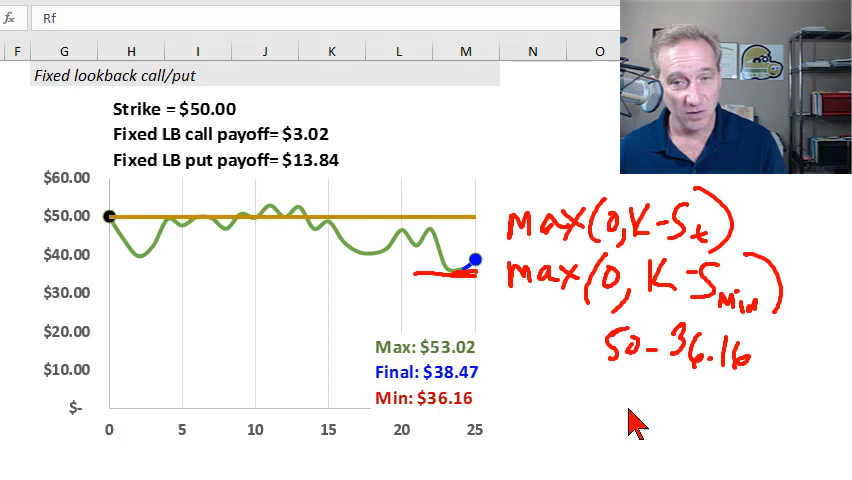 fx Rf
F G H I J K L M N O
Fixed lookback call/put
Strike = $50.00
Fixed LB call payoff= $3.02
Fixed LB put payoff= $13.84
$60.00
$50.00
$40.00
$30.00
$20.00
$10.00
$-
0 5 10 15 20 25
Max: $53.02
Final: $38.47
Min: $36.16
max(0, K-St)
max(0, K-SMin)
50-36.16